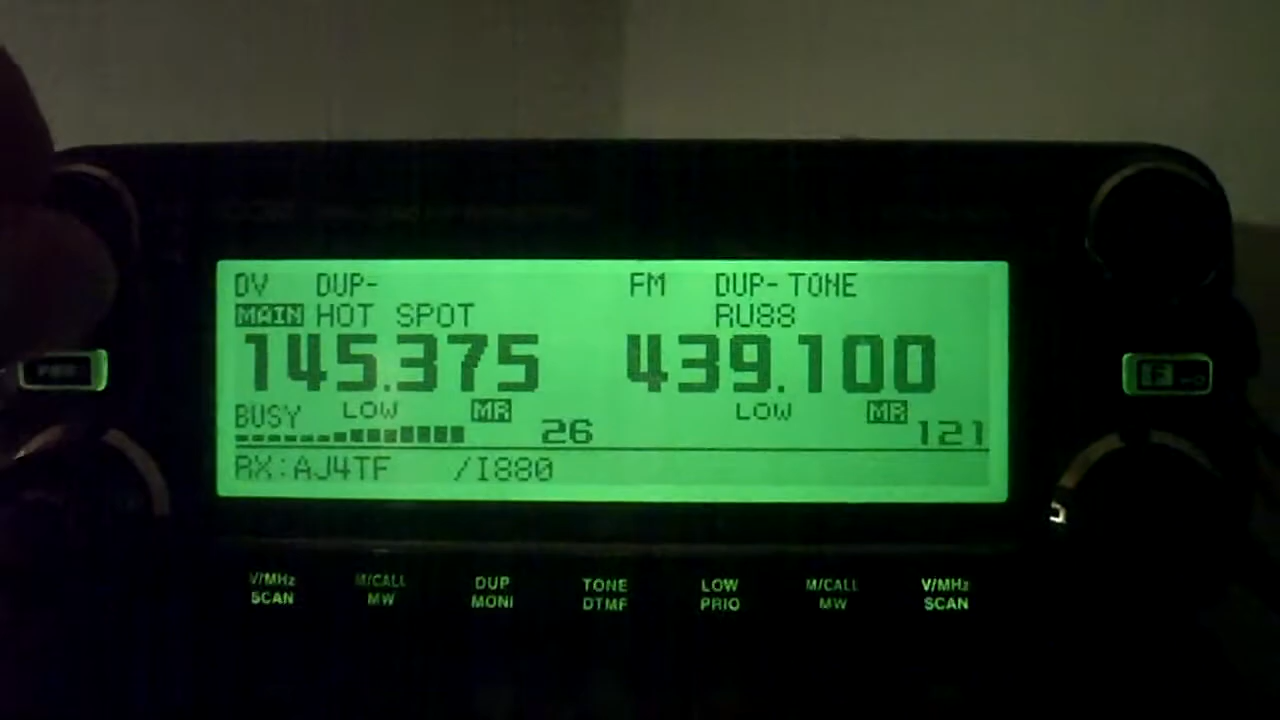 DV DUP- FM DUP- TONE
MAIN HOT SPOT RU88
145.375 439.100
BUSY LOW MR 26 LOW MR 121
RX:AJ4TF /I880
F
V/MHz M/CALL DUP TONE LOW M/CALL V/MHz
SCAN MW MONI DTMF PRIO MW SCAN